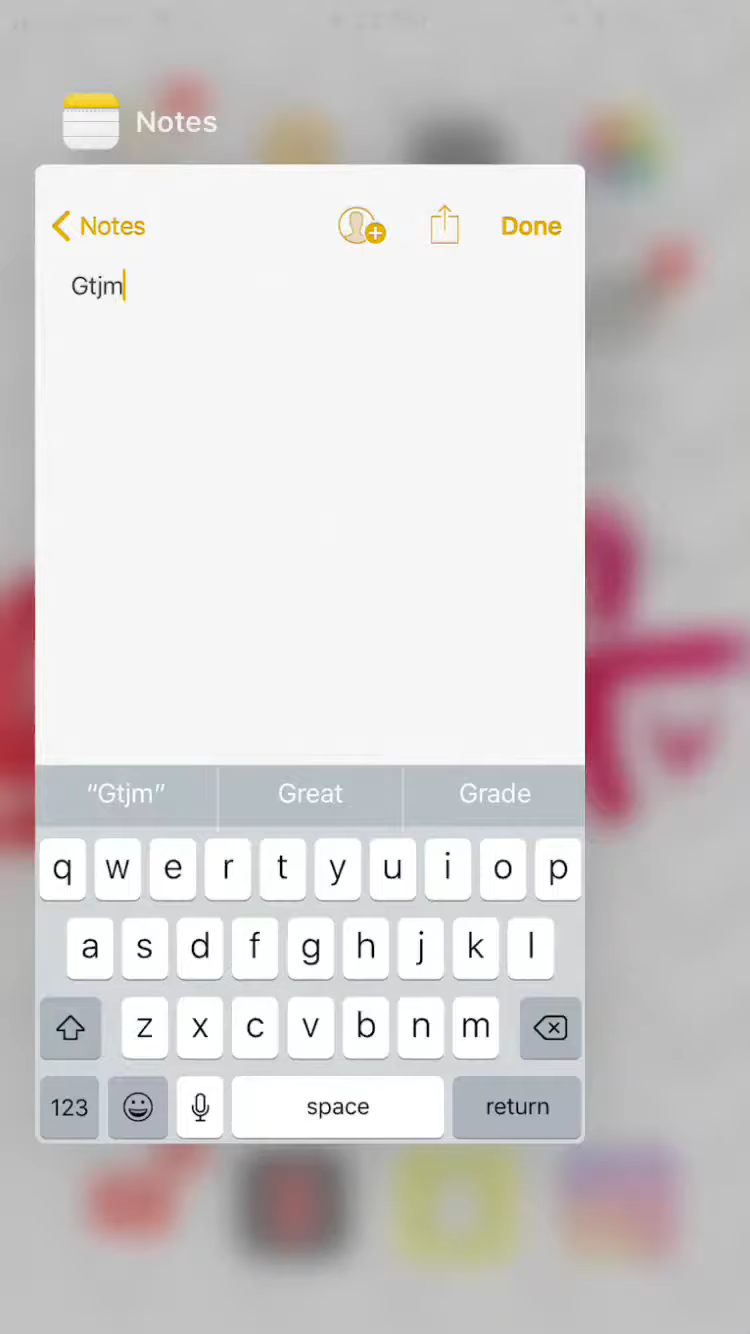 Notes
Notes Done
Gtjm
“Gtjm” Great Grade
q w e r t y u i o p
a s d f g h j k l
z x c v b n m
123 space return